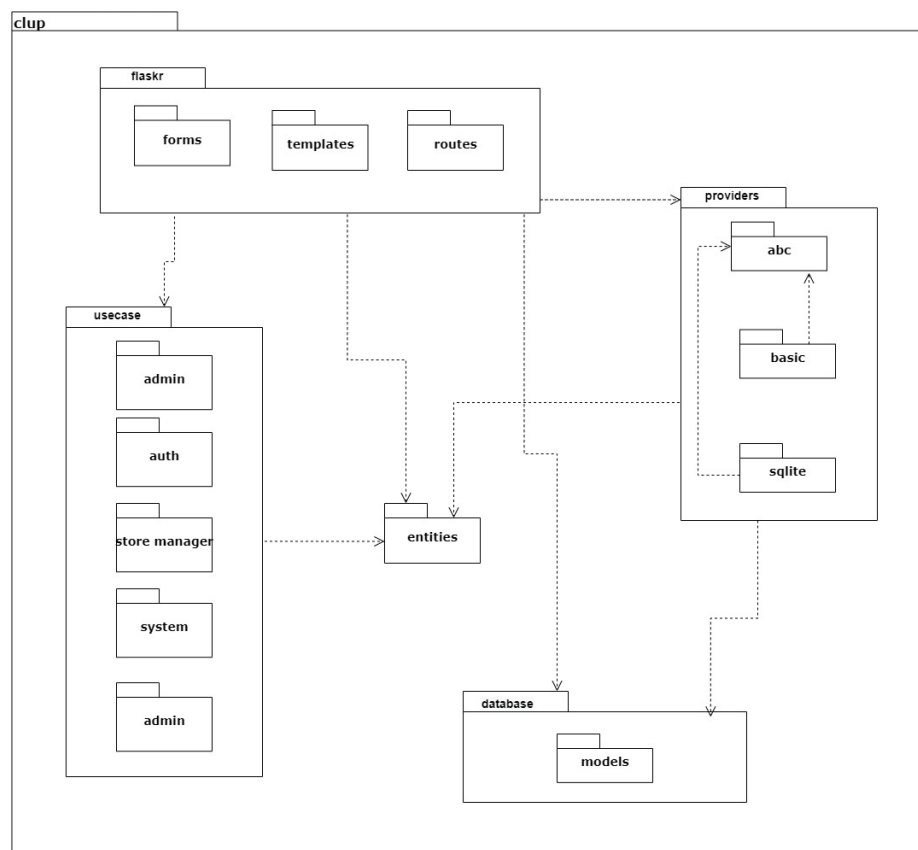 clup
flaskr
forms
templates
routes
providers
abc
basic
sqlite
usecase
admin
auth
store manager
system
admin
entities
database
models